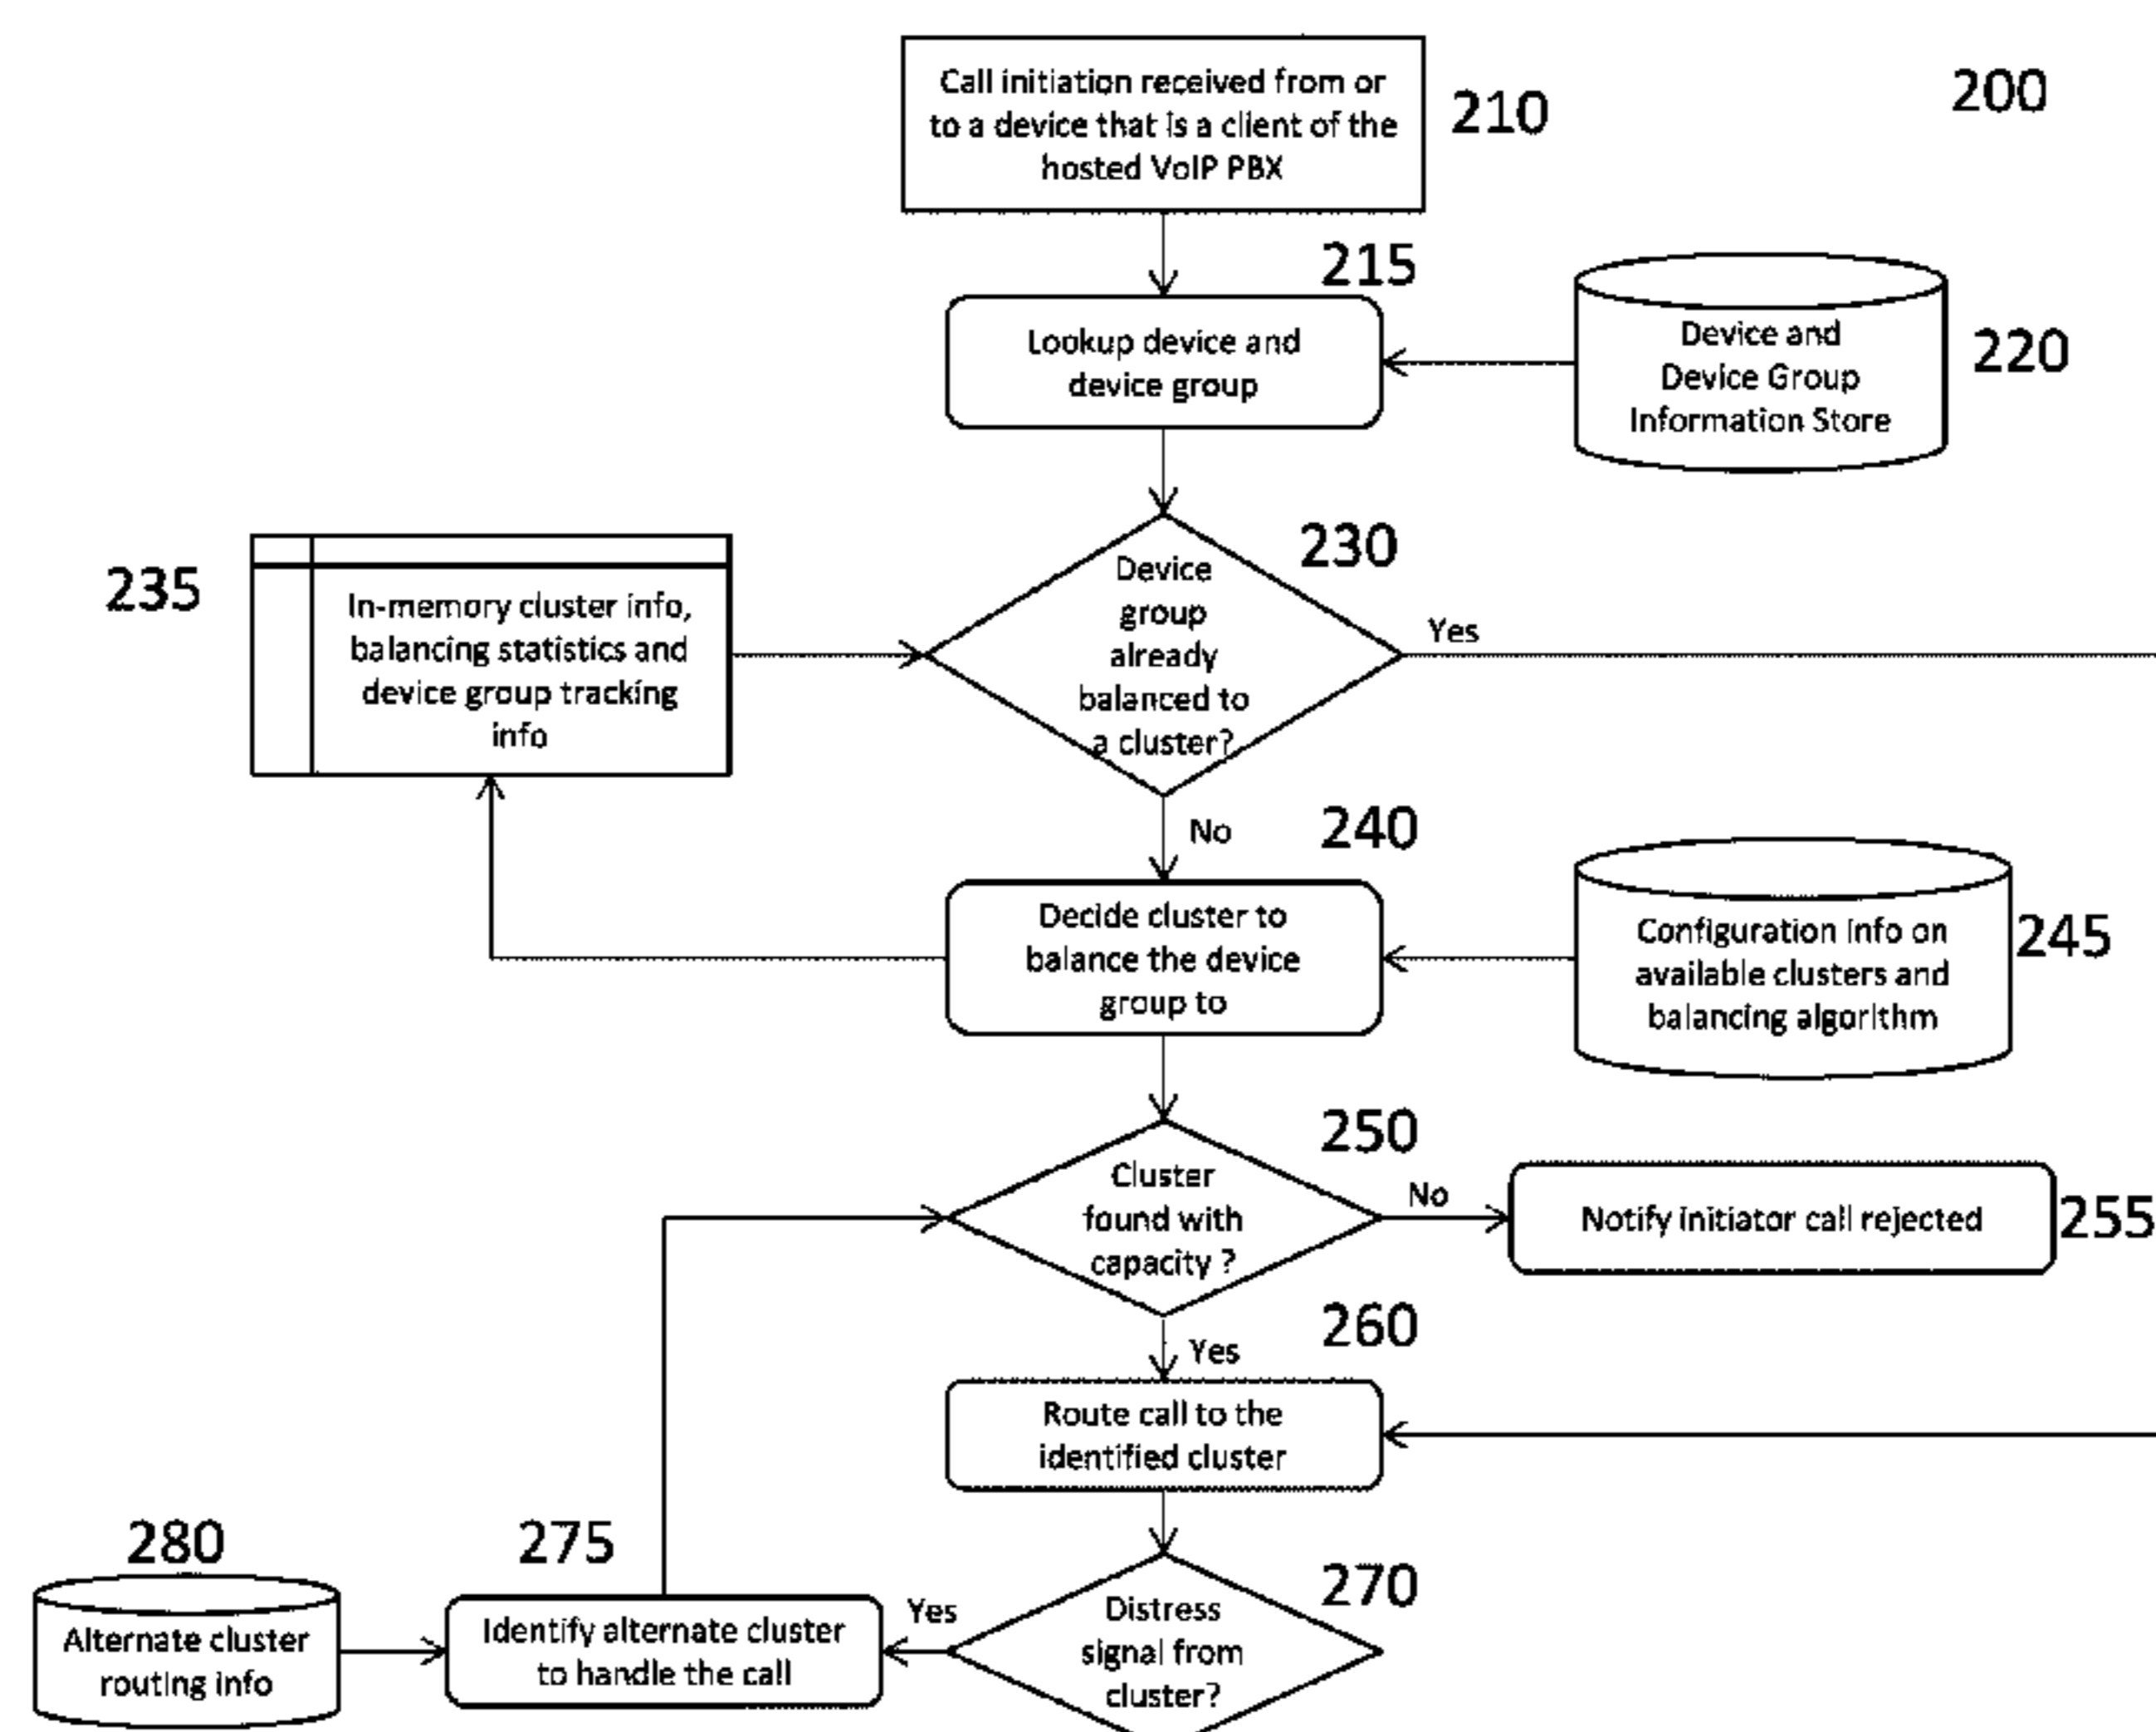 Call initiation received from or
to a device that is a client of the
hosted VoIP PBX
210
200
215
Lookup device and
device group
Device and
Device Group
Information Store
220
230
Device
group
already
balanced to
a cluster?
Yes
235
In-memory cluster info,
balancing statistics and
device group tracking
info
No
240
Decide cluster to
balance the device
group to
Configuration info on
available clusters and
balancing algorithm
245
250
Cluster
found with
capacity ?
No
Notify initiator call rejected
255
Yes
260
Route call to the
identified cluster
280
Alternate cluster
routing info
275
Identify alternate cluster
to handle the call
Yes
270
Distress
signal from
cluster?